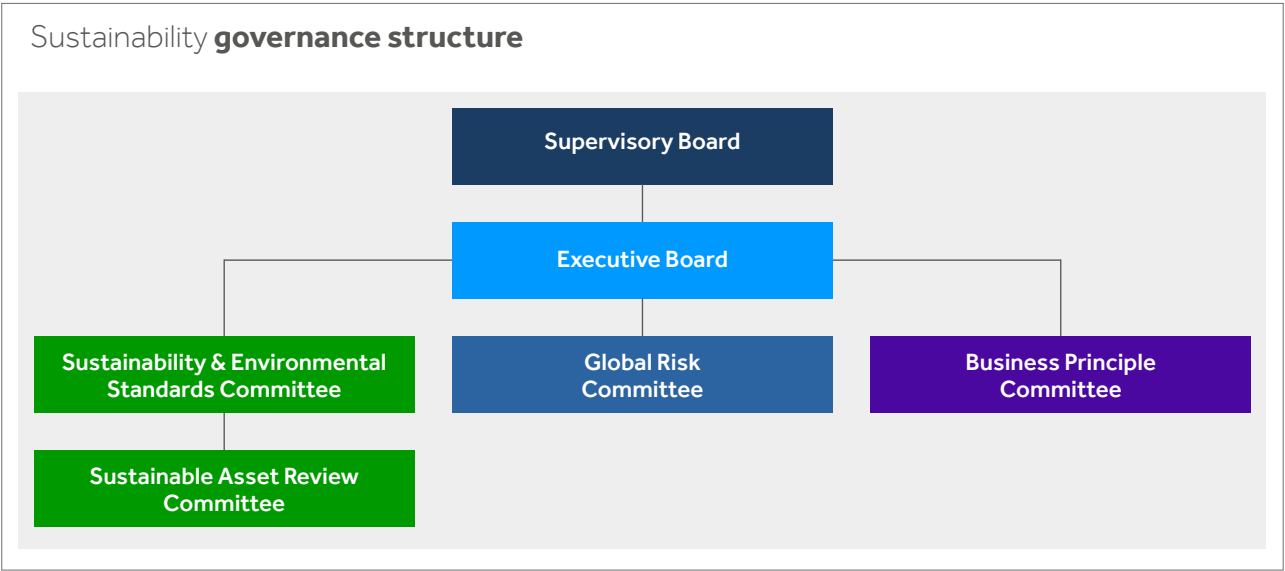 Sustainability governance structure
Supervisory Board
Executive Board
Sustainability & Environmental
Standards Committee
Global Risk
Committee
Business Principle
Committee
Sustainable Asset Review
Committee